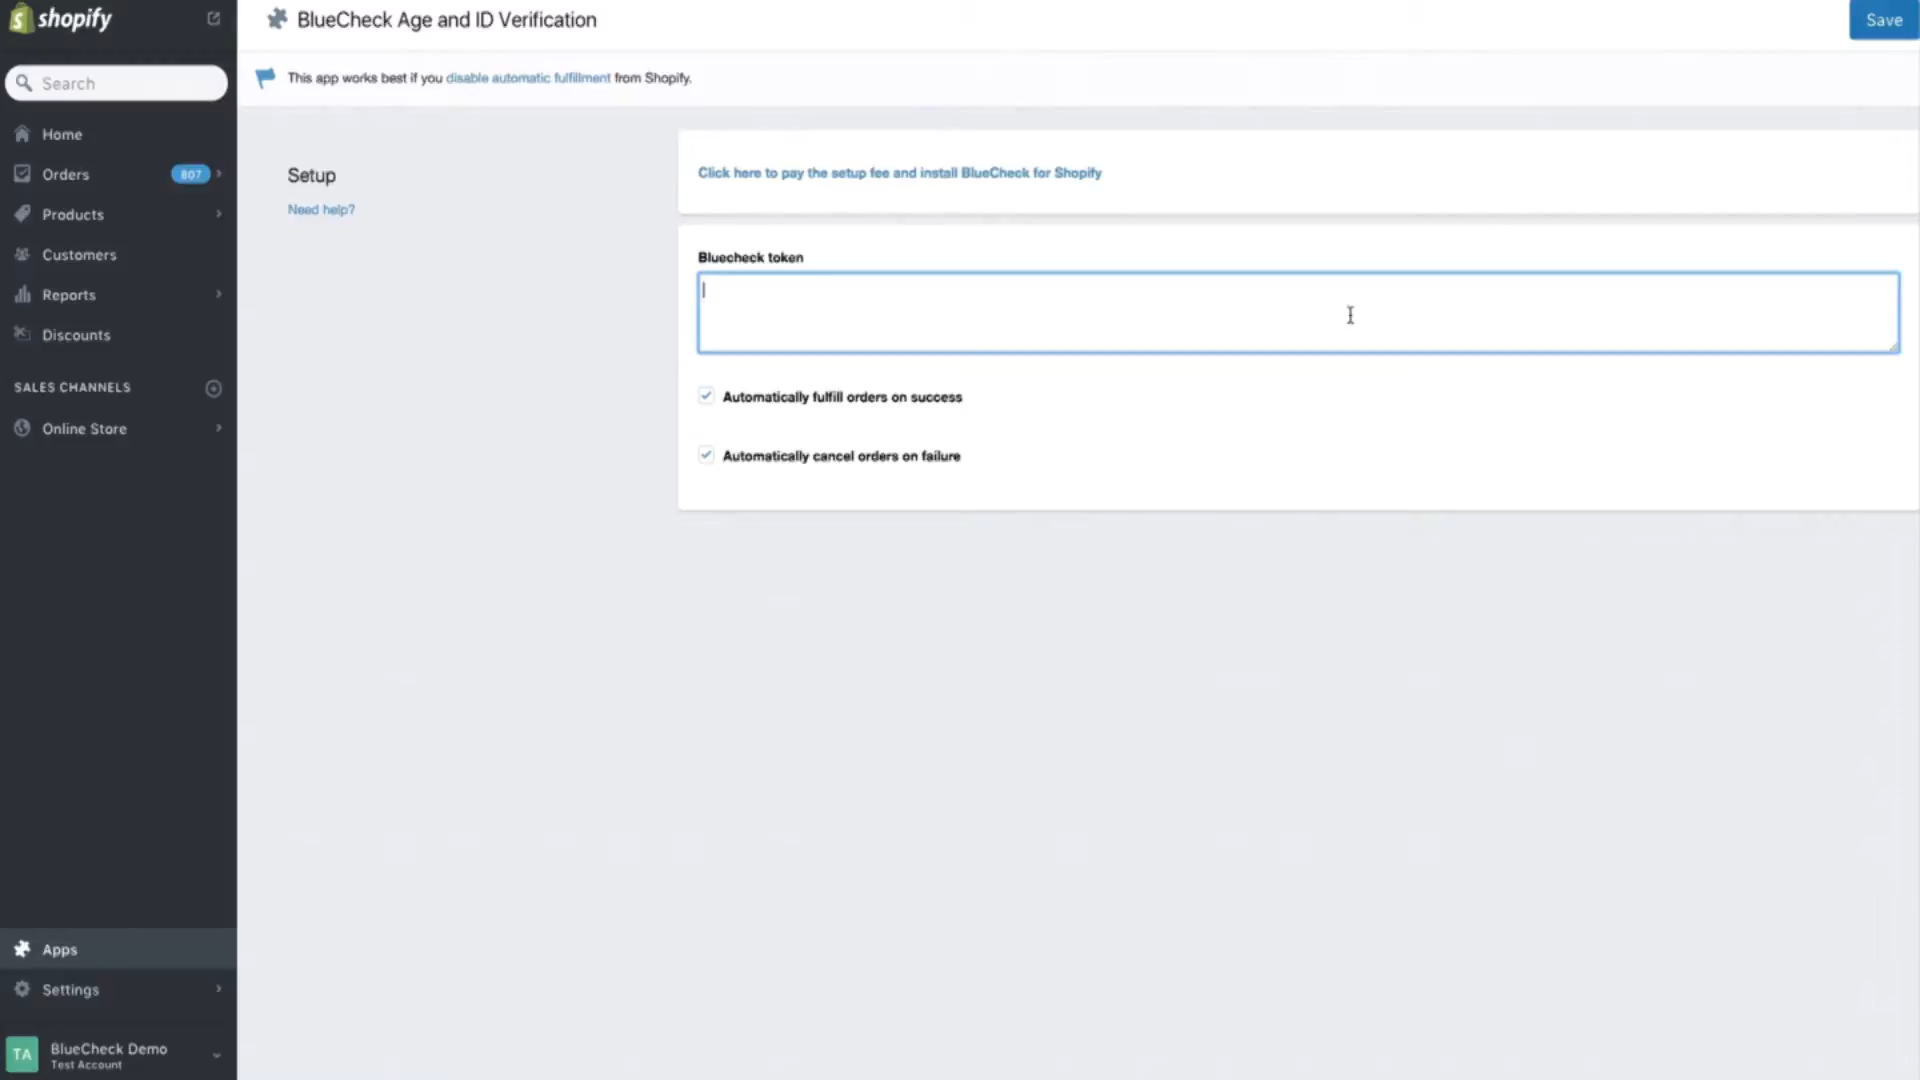 shopify
BlueCheck Age and ID Verification
Save
Search
This app works best if you disable automatic fulfillment from Shopify.
Home
Orders 807
Products
Customers
Reports
Discounts
SALES CHANNELS
Online Store
Setup
Need help?
Click here to pay the setup fee and install BlueCheck for Shopify
Bluecheck token
Automatically fulfill orders on success
Automatically cancel orders on failure
Apps
Settings
TA
BlueCheck Demo
Test Account